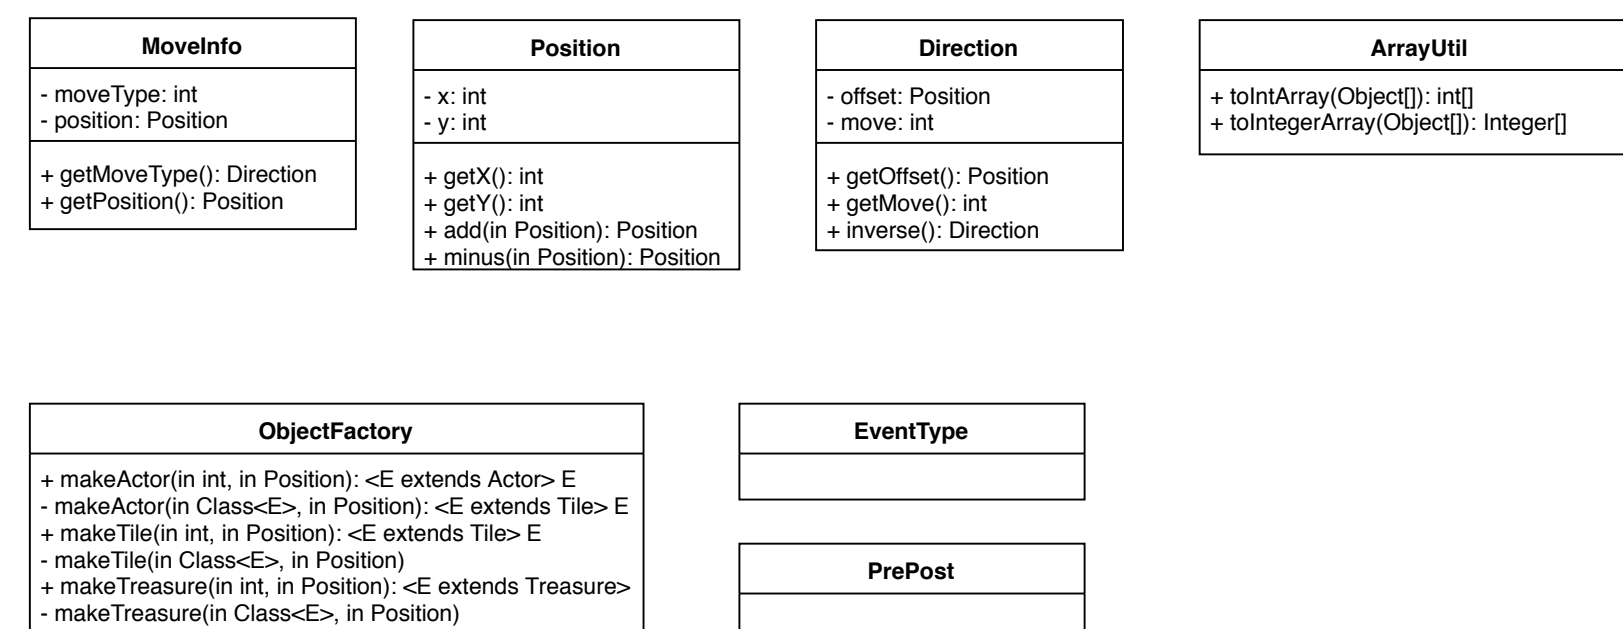 MoveInfo
- moveType: int
- position: Position
+ getMoveType(): Direction
+ getPosition(): Position
Position
- x: int
- y: int
+ getX(): int
+ getY(): int
+ add(in Position): Position
+ minus(in Position): Position
Direction
- offset: Position
- move: int
+ getOffset(): Position
+ getMove(): int
+ inverse(): Direction
ArrayUtil
+ toIntArray(Object[]): int[]
+ toIntegerArray(Object[]): Integer[]
ObjectFactory
+ makeActor(in int, in Position): <E extends Actor> E
- makeActor(in Class<E>, in Position): <E extends Tile> E
+ makeTile(in int, in Position): <E extends Tile> E
- makeTile(in Class<E>, in Position)
+ makeTreasure(in int, in Position): <E extends Treasure>
- makeTreasure(in Class<E>, in Position)
EventType
PrePost